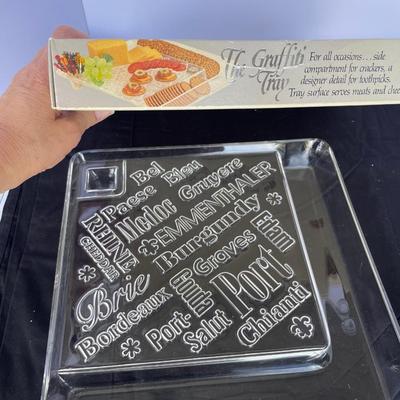 The Graffiti Tray
For all occasions... side
compartment for crackers, a
designer detail for toothpicks.
Tray surface serves meats and chee
Bel
Paese
Bleu
Medoc
Gruyere
RHINE
CHEDDAR
EMMENTHALER
Burgundy
Brie
Graves
Edam
Bordeaux
Port-
Salut
Port
Chianti